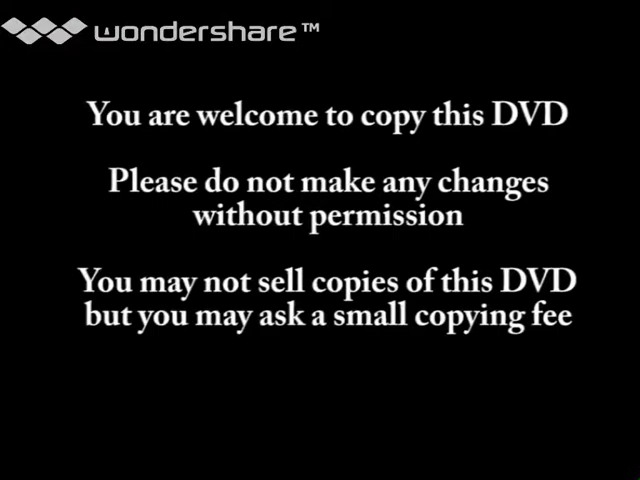 wondershare™
You are welcome to copy this DVD
Please do not make any changes
without permission
You may not sell copies of this DVD
but you may ask a small copying fee